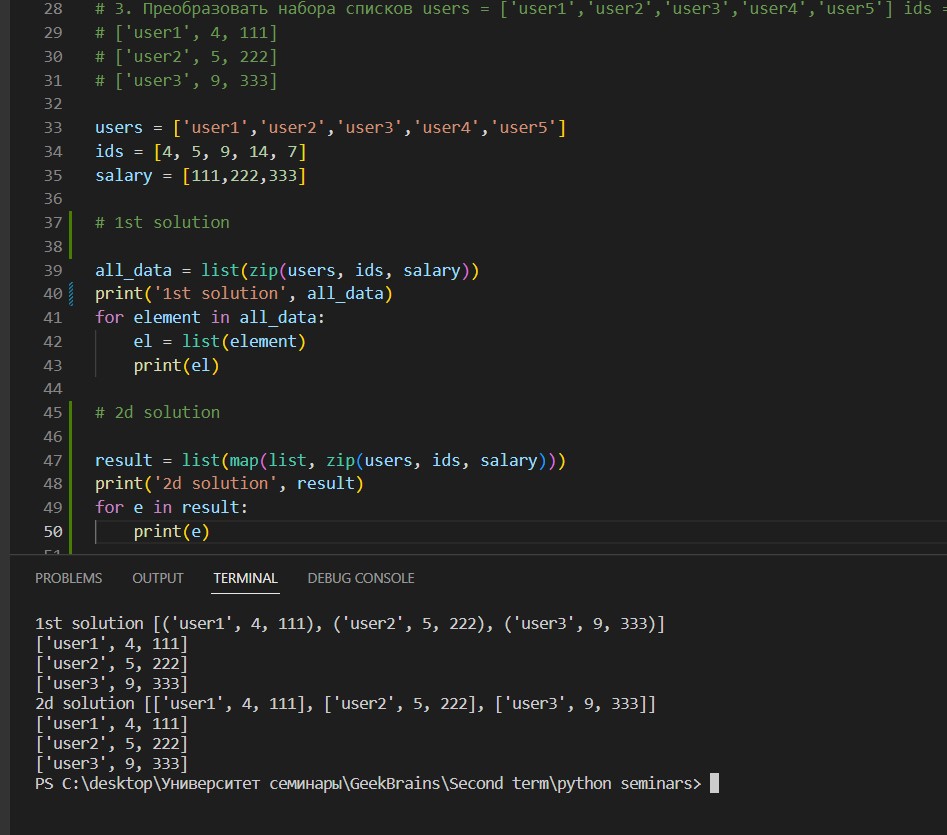 28 # 3. Преобразовать набора списков users = ['user1','user2','user3','user4','user5'] ids =
29 # ['user1', 4, 111]
30 # ['user2', 5, 222]
31 # ['user3', 9, 333]
32
33 users = ['user1','user2','user3','user4','user5']
34 ids = [4, 5, 9, 14, 7]
35 salary = [111,222,333]
36
37 # 1st solution
38
39 all_data = list(zip(users, ids, salary))
40 print('1st solution', all_data)
41 for element in all_data:
42     el = list(element)
43     print(el)
44
45 # 2d solution
46
47 result = list(map(list, zip(users, ids, salary)))
48 print('2d solution', result)
49 for e in result:
50     print(e)
51
PROBLEMS OUTPUT TERMINAL DEBUG CONSOLE
1st solution [('user1', 4, 111), ('user2', 5, 222), ('user3', 9, 333)]
['user1', 4, 111]
['user2', 5, 222]
['user3', 9, 333]
2d solution [['user1', 4, 111], ['user2', 5, 222], ['user3', 9, 333]]
['user1', 4, 111]
['user2', 5, 222]
['user3', 9, 333]
PS C:\desktop\Университет семинары\GeekBrains\Second term\python seminars>